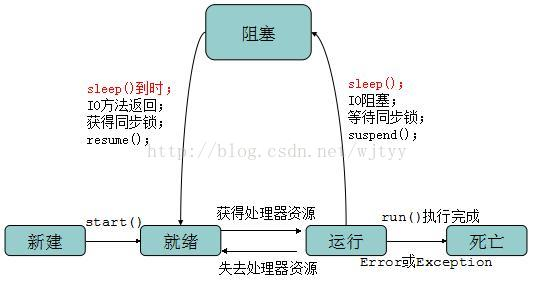 阻塞
sleep()到时；
IO方法返回；
获得同步锁；
resume()；
sleep()；
IO阻塞；
等待同步锁；
suspend()；
http://blog.csdn.net/wjtyy
新建
start()
就绪
获得处理器资源
失去处理器资源
运行
run()执行完成
Error或Exception
死亡